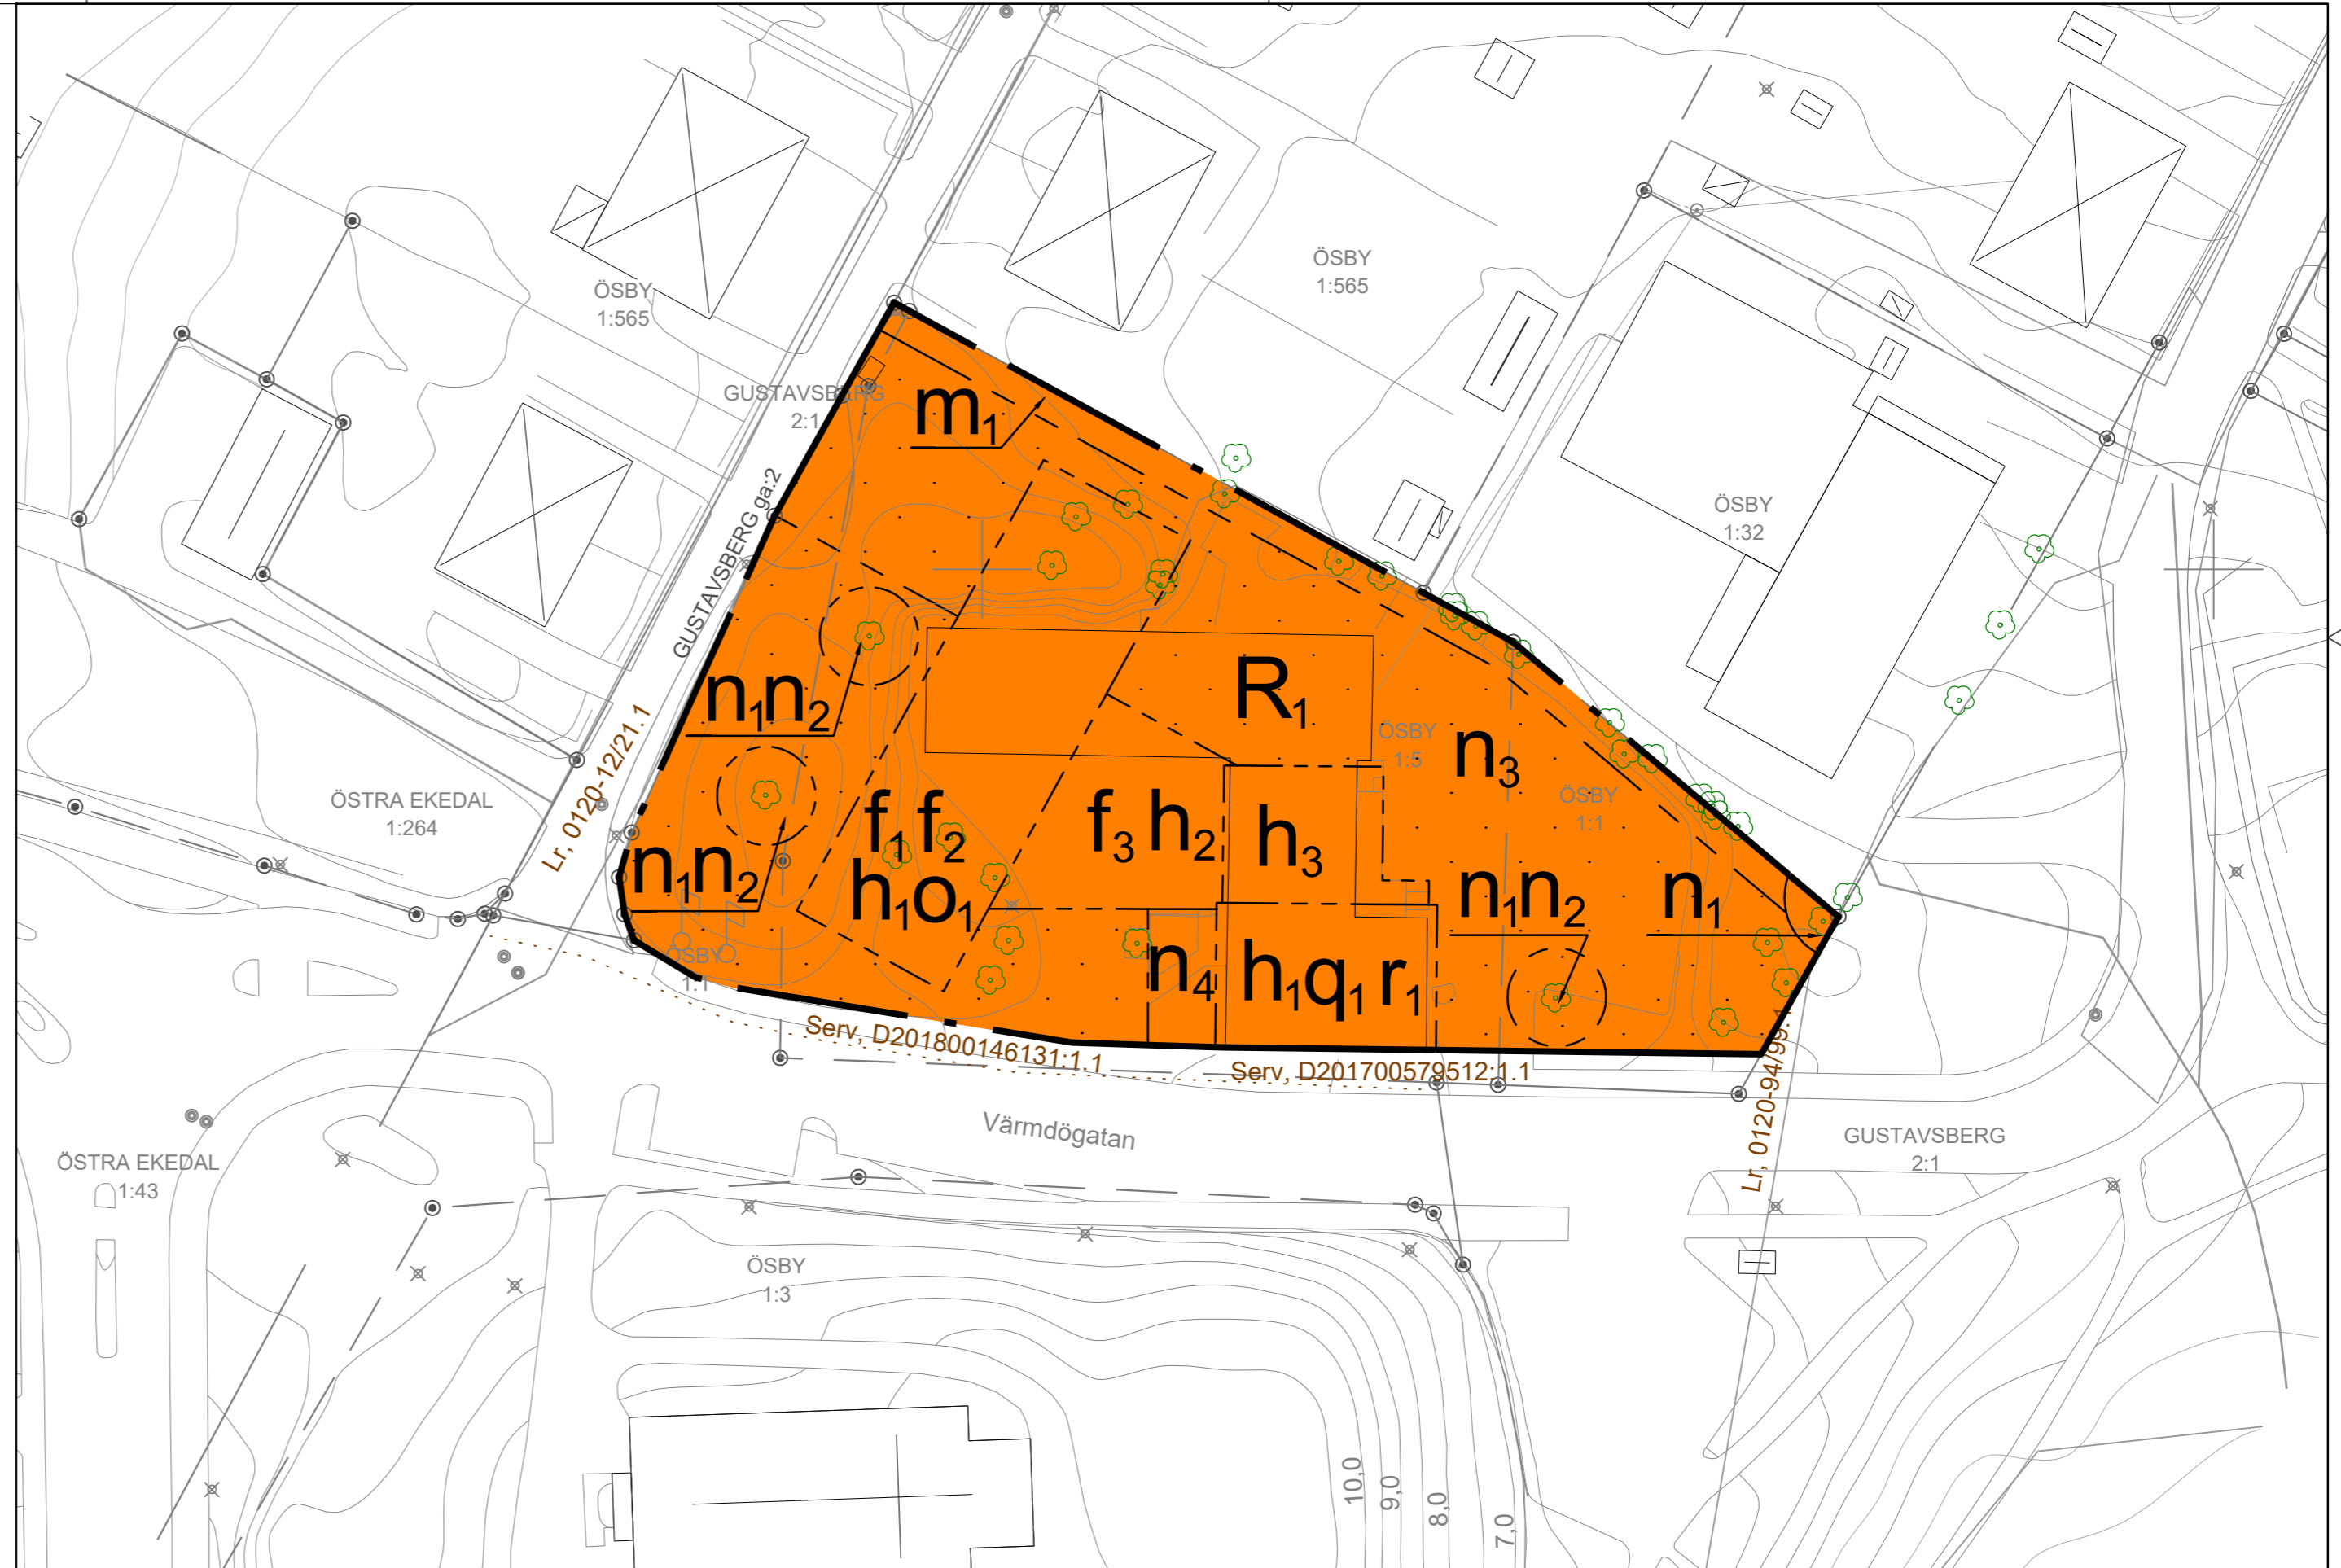 ÖSBY
1:565
ÖSBY
1:565
GUSTAVSBERG
2:1
m1
GUSTAVSBERG ga:2
ÖSBY
1:32
n1n2
R1
ÖSBY
1:5
n3
ÖSBY
1:1
Lr, 0120-12/21.1
ÖSTRA EKEDAL
1:264
f1 f2
h1o1
f3 h2
h3
n1n2
n1n2
n1
ÖSBY
1:1
n4
h1q1 r1
Serv, D201800146131:1.1
Serv, D201700579512:1.1
Värmdögatan
Lr, 0120-94/99.1
GUSTAVSBERG
2:1
ÖSTRA EKEDAL
1:43
ÖSBY
1:3
10,0
9,0
8,0
7,0